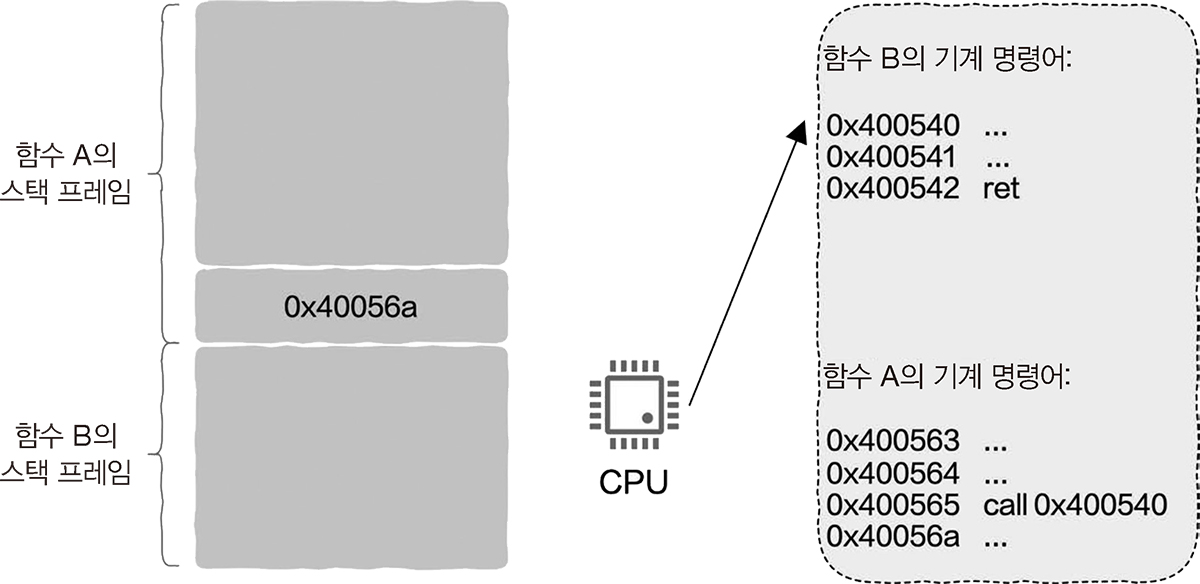 함수 A의
스택 프레임
0x40056a
함수 B의
스택 프레임
CPU
함수 B의 기계 명령어:
0x400540 ...
0x400541 ...
0x400542 ret
함수 A의 기계 명령어:
0x400563 ...
0x400564 ...
0x400565 call 0x400540
0x40056a ...